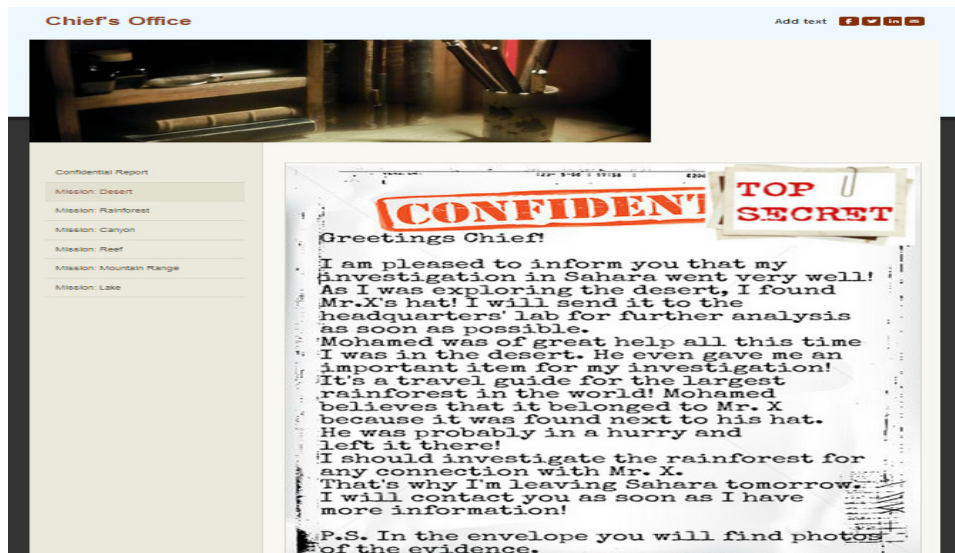 Chief's Office
Add text
Confidential Report
Mission: Desert
Mission: Rainforest
Mission: Canyon
Mission: Reef
Mission: Mountain Range
Mission: Lake
CONFIDENT
TOP
SECRET
Greetings Chief!
I am pleased to inform you that my
investigation in Sahara went very well!
As I was exploring the desert, I found
Mr.X's hat! I will send it to the
headquarters' lab for further analysis
as soon as possible.
Mohamed was of great help all this time
I was in the desert. He even gave me an
important item for my investigation!
It's a travel guide for the largest
rainforest in the world! Mohamed
believes that it belonged to Mr. X
because it was found next to his hat.
He was probably in a hurry and
left it there!
I should investigate the rainforest for
any connection with Mr. X.
That's why I'm leaving Sahara tomorrow.
I will contact you as soon as I have
more information!
P.S. In the envelope you will find photos
of the evidence.